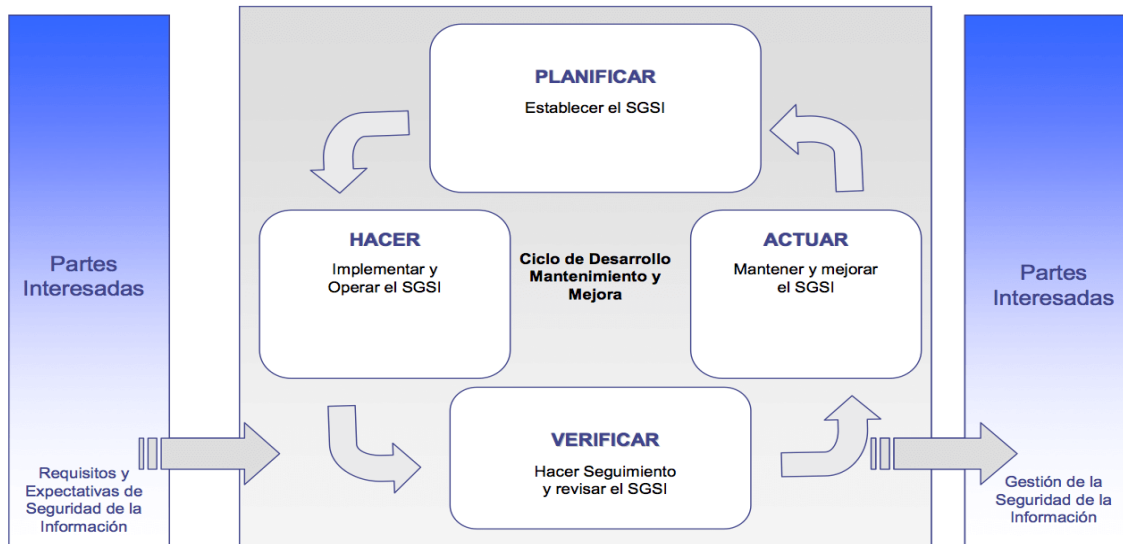 PLANIFICAR
Establecer el SGSI
HACER
Implementar y
Operar el SGSI
Ciclo de Desarrollo
Mantenimiento y
Mejora
ACTUAR
Mantener y mejorar
el SGSI
VERIFICAR
Hacer Seguimiento
y revisar el SGSI
Partes
Interesadas
Requisitos y
Expectativas de
Seguridad de la
Información
Partes
Interesadas
Gestión de la
Seguridad de la
Información